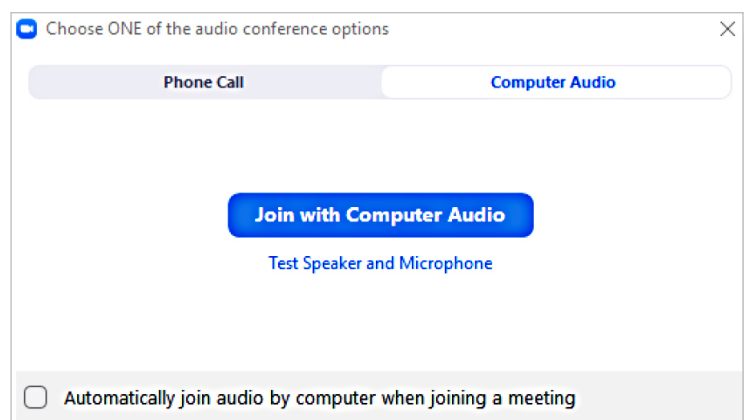 Choose ONE of the audio conference options
Phone Call
Computer Audio
Join with Computer Audio
Test Speaker and Microphone
Automatically join audio by computer when joining a meeting